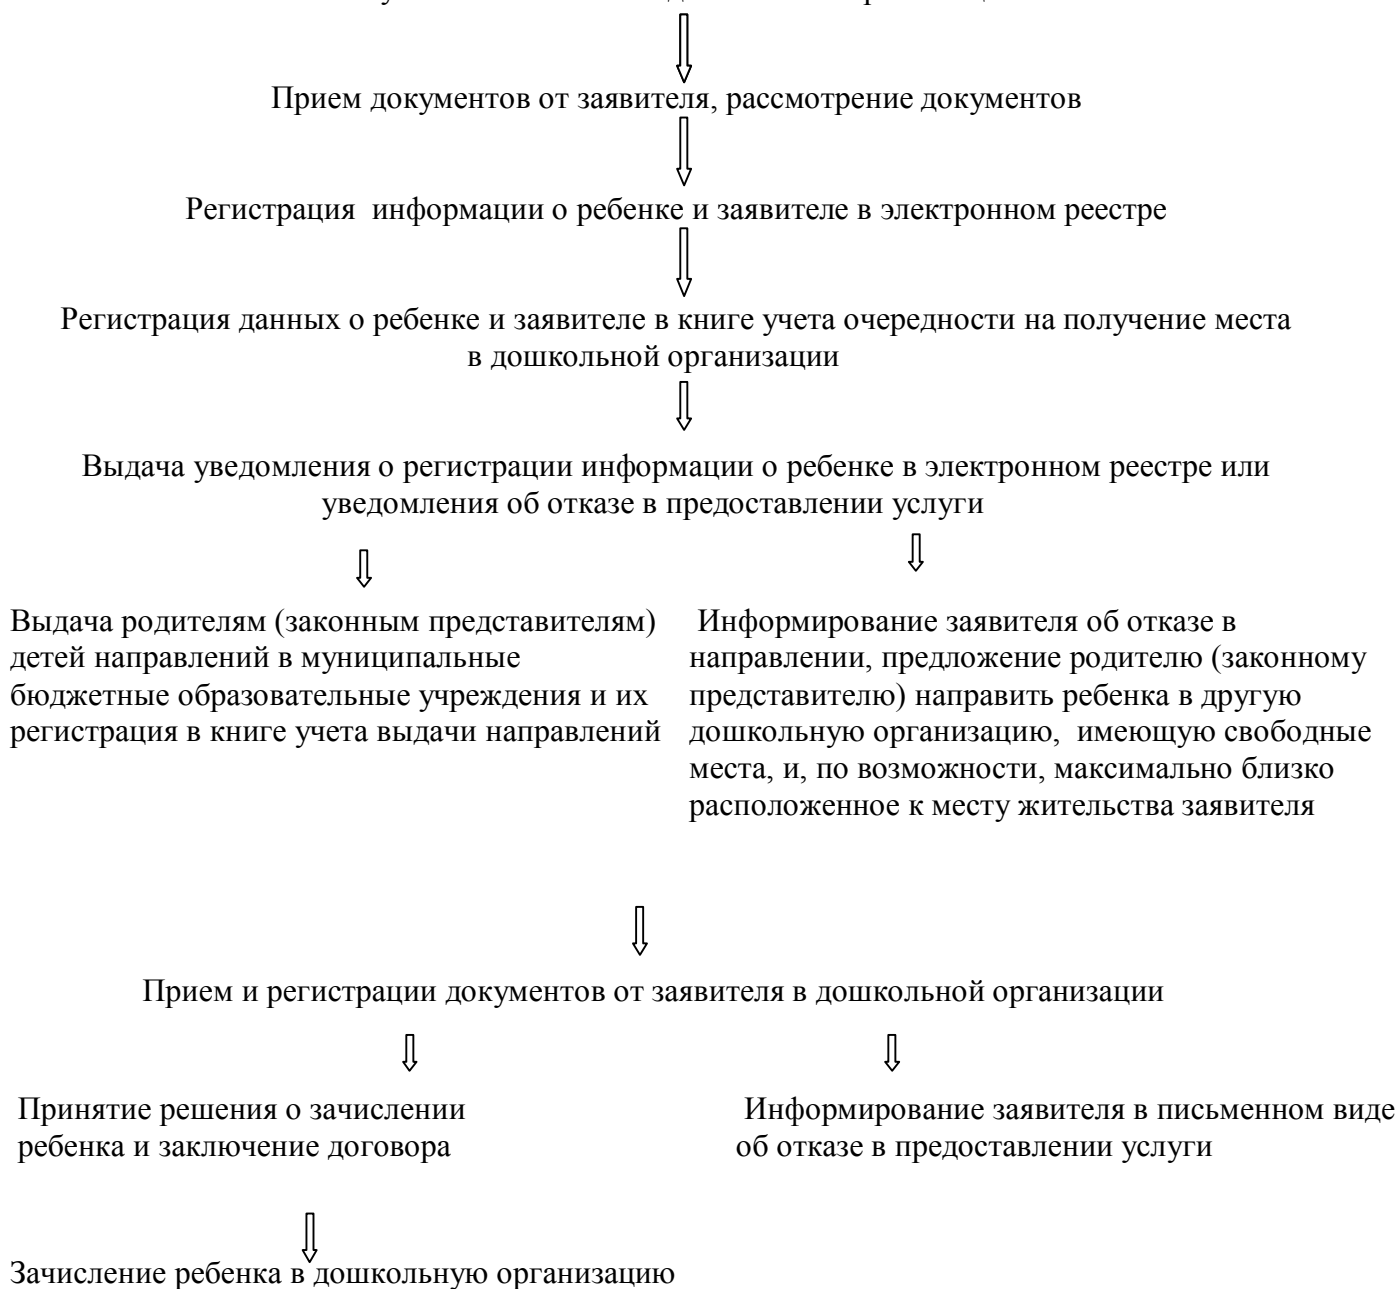 Прием документов от заявителя, рассмотрение документов
Регистрация информации о ребенке и заявителе в электронном реестре
Регистрация данных о ребенке и заявителе в книге учета очередности на получение места
в дошкольной организации
Выдача уведомления о регистрации информации о ребенке в электронном реестре или
уведомления об отказе в предоставлении услуги
Выдача родителям (законным представителям)
детей направлений в муниципальные
бюджетные образовательные учреждения и их
регистрация в книге учета выдачи направлений
Информирование заявителя об отказе в
направлении, предложение родителю (законному
представителю) направить ребенка в другую
дошкольную организацию, имеющую свободные
места, и, по возможности, максимально близко
расположенное к месту жительства заявителя
Прием и регистрации документов от заявителя в дошкольной организации
Принятие решения о зачислении
ребенка и заключение договора
Информирование заявителя в письменном виде
об отказе в предоставлении услуги
Зачисление ребенка в дошкольную организацию